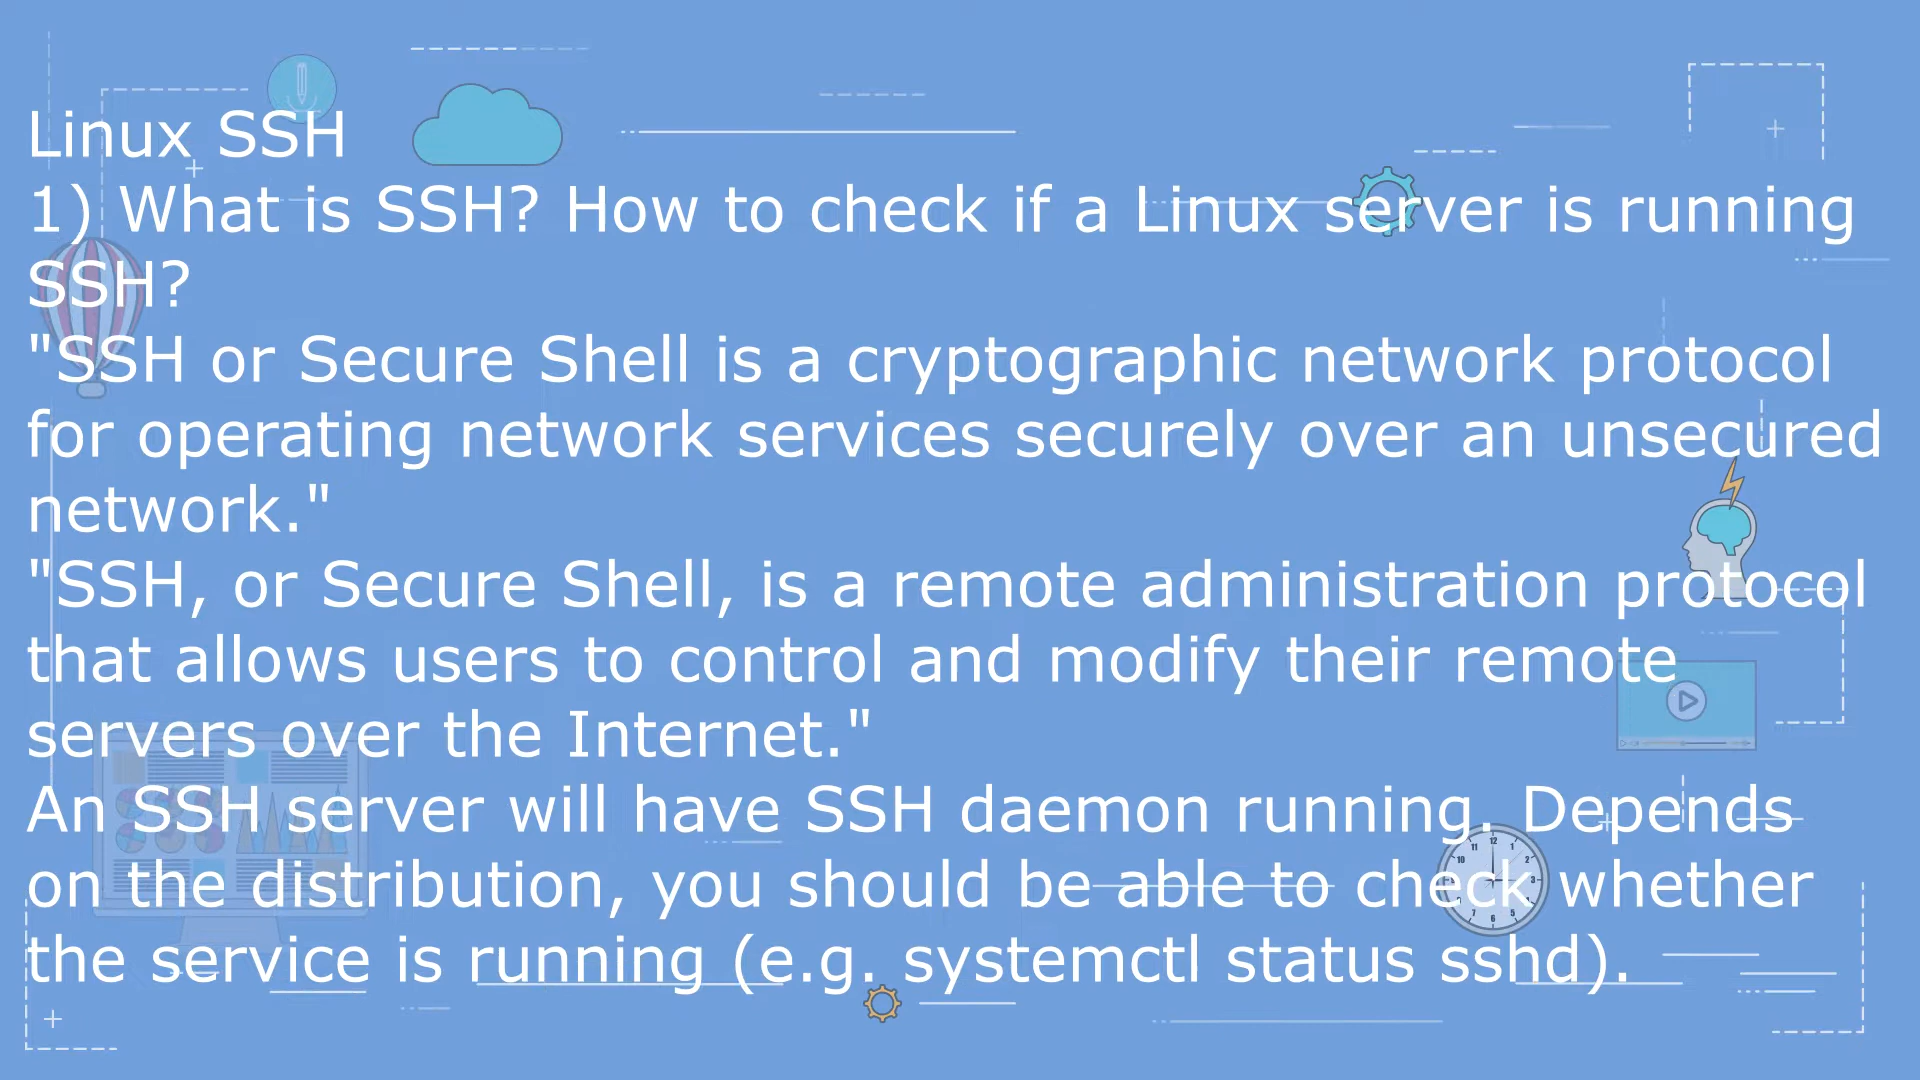 Linux SSH
1) What is SSH? How to check if a Linux server is running
SSH?
"SSH or Secure Shell is a cryptographic network protocol
for operating network services securely over an unsecured
network."
"SSH, or Secure Shell, is a remote administration protocol
that allows users to control and modify their remote
servers over the Internet."
An SSH server will have SSH daemon running. Depends
on the distribution, you should be able to check whether
the service is running (e.g. systemctl status sshd).